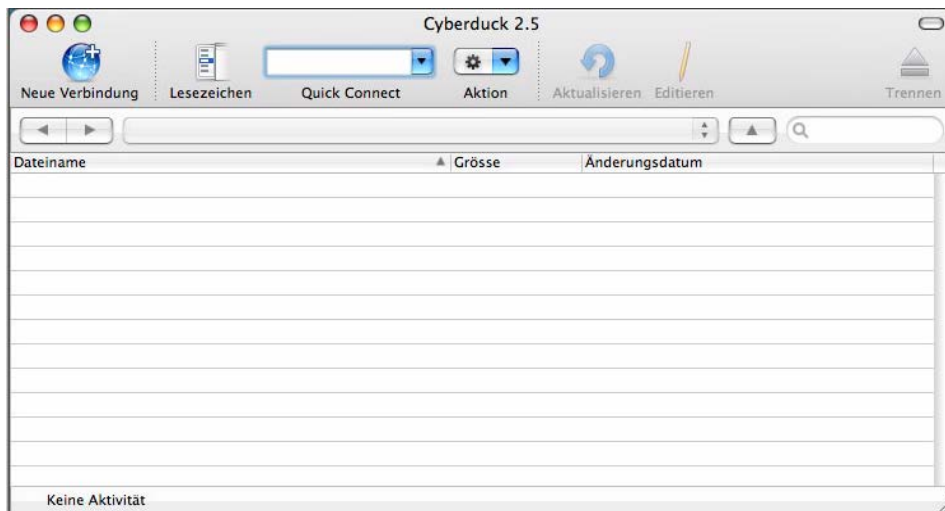 Cyberduck 2.5
Neue Verbindung Lesezeichen Quick Connect Aktion Aktualisieren Editieren Trennen
Dateiname Grösse Änderungsdatum
Keine Aktivität